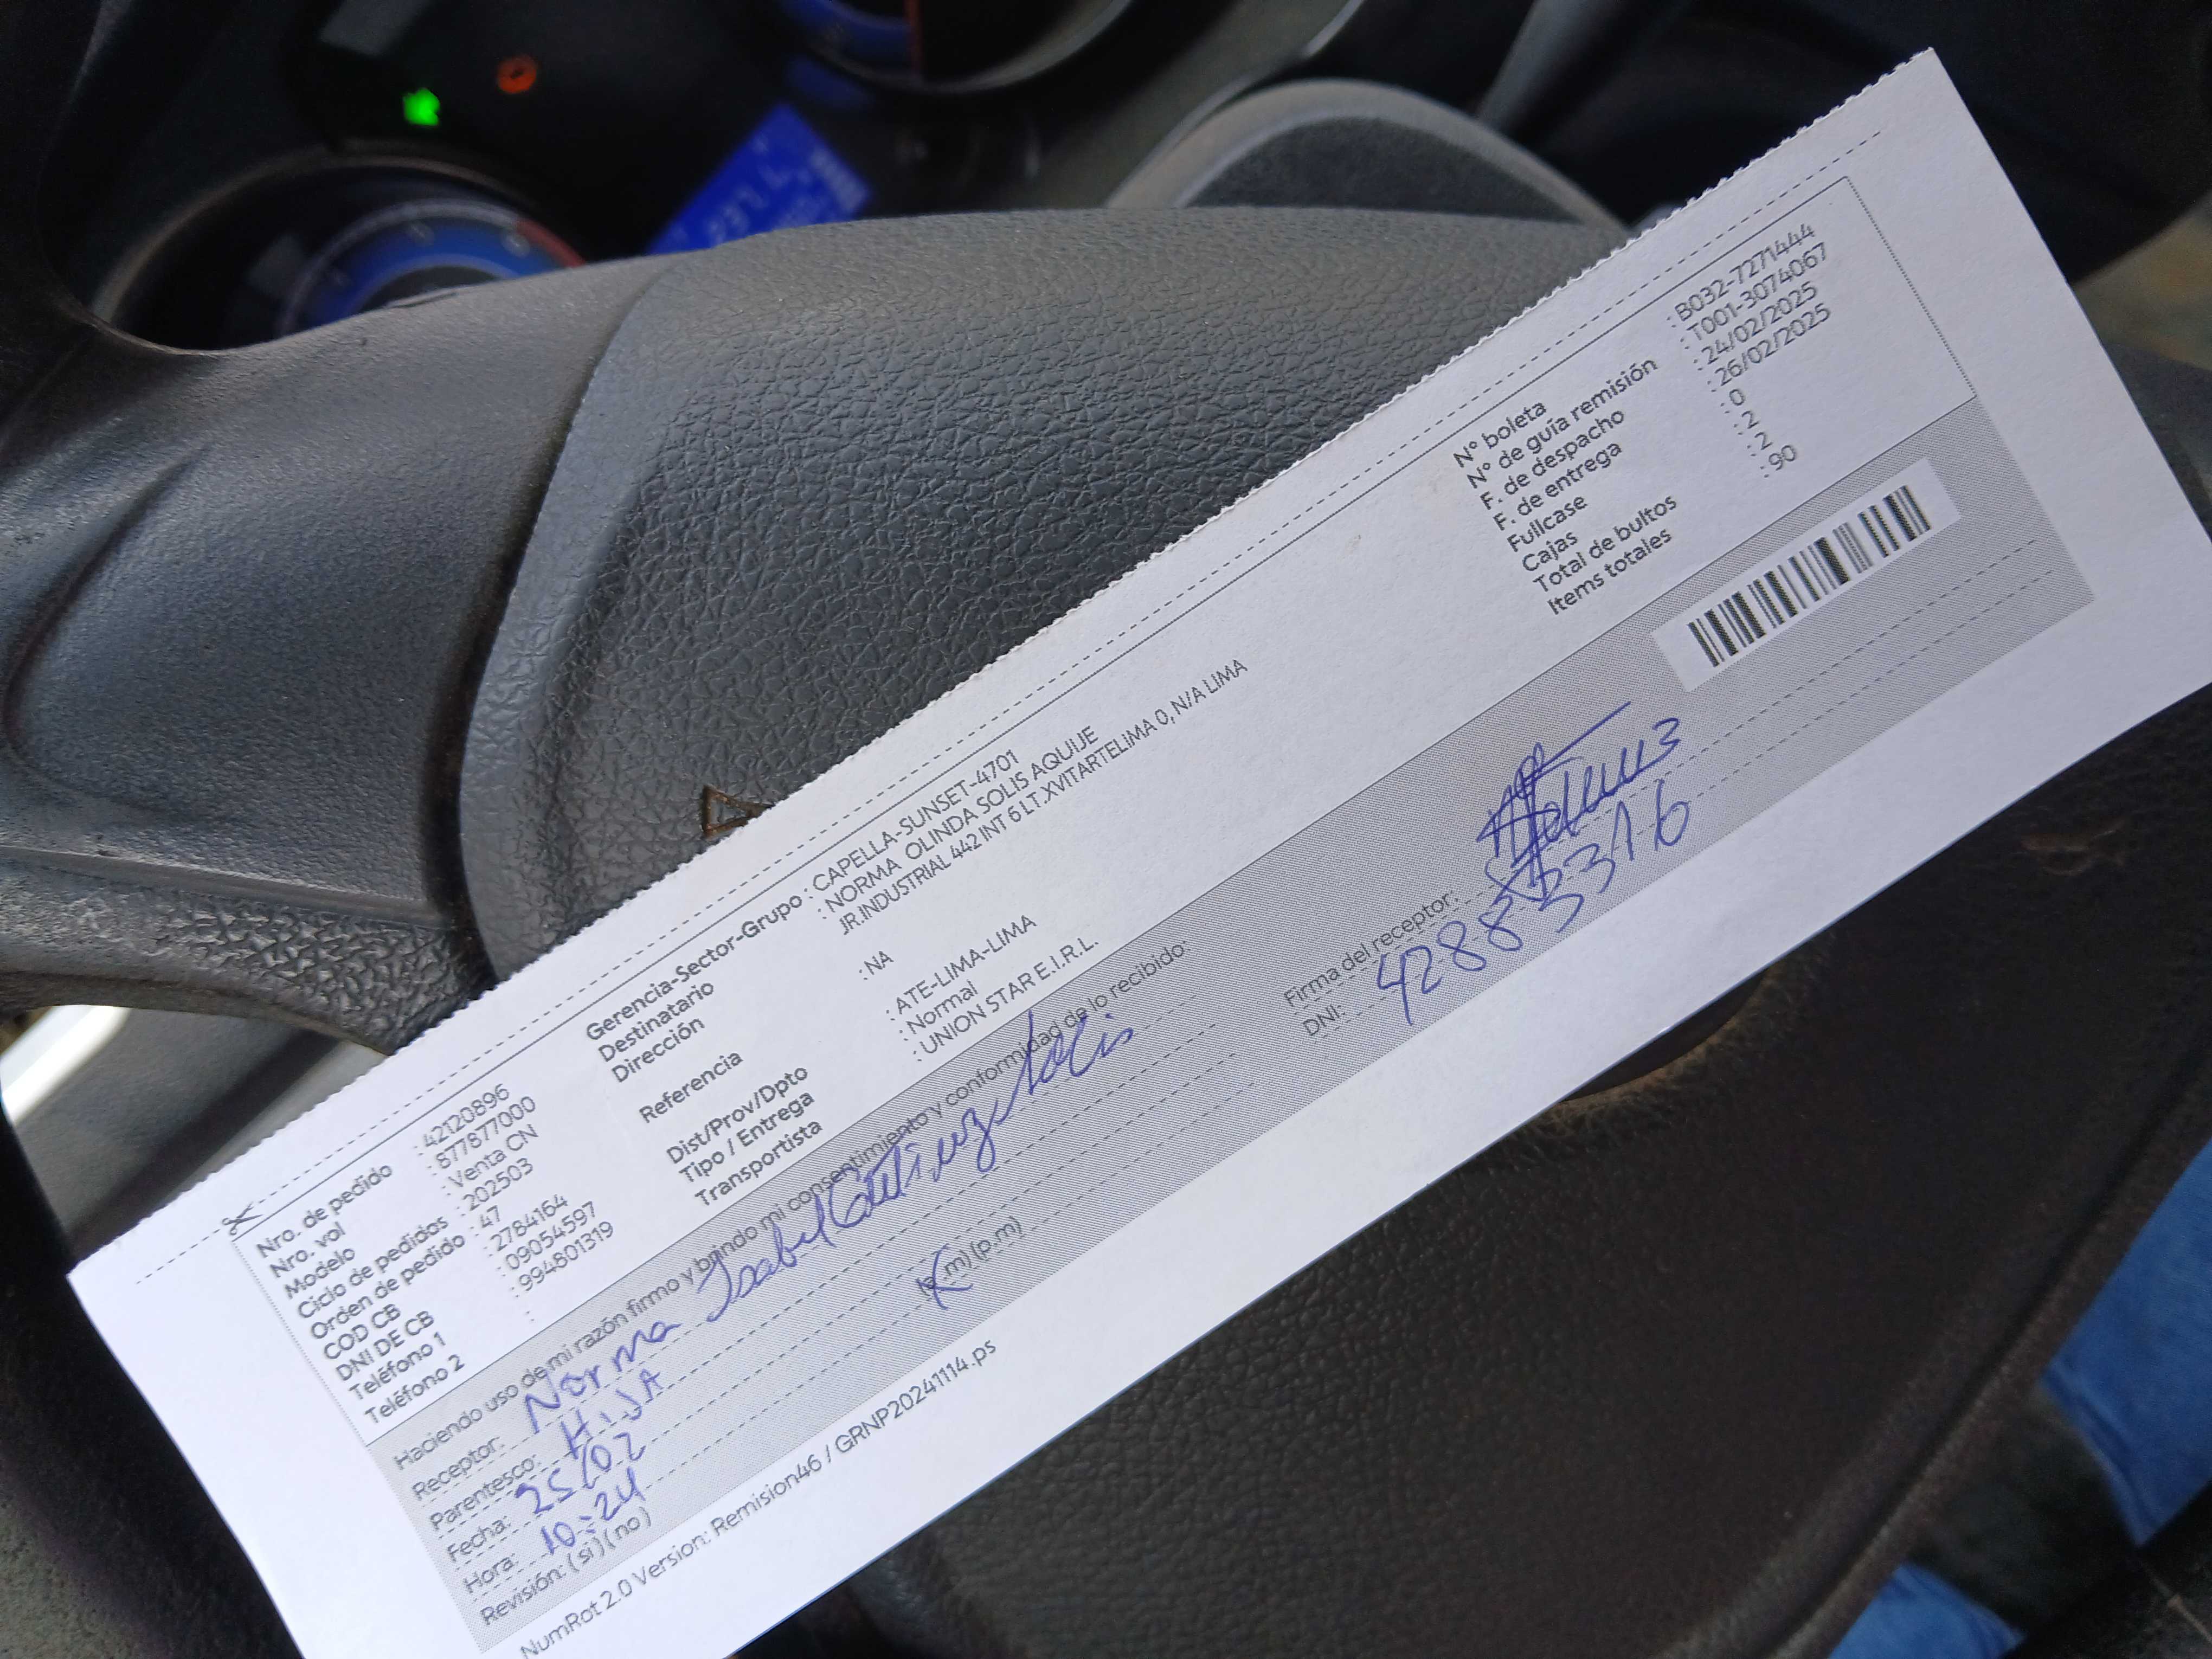 Nro. de pedido : 42120896
Nro. vol : 877877000
Modelo : Venta CN
Ciclo de pedidos : 202503
Orden de pedido : 47
COD CB : 2784164
DNI DE CB : 09054597
Teléfono 1 : 994801319
Teléfono 2 :
Gerencia-Sector-Grupo : CAPELLA-SUNSET-4701
Destinatario : NORMA OLINDA SOLIS AQUIJE
Dirección JR.INDUSTRIAL 442 INT 6 LT.XVITARTELIMA 0, N/A LIMA
Referencia : NA
Dist/Prov/Dpto : ATE-LIMA-LIMA
Tipo / Entrega : Normal
Transportista : UNION STAR E.I.R.L.
N° boleta : B032-7271444
N° de guía remisión : T001-3074067
F. de despacho : 24/02/2025
F. de entrega : 26/02/2025
Fullcase : 0
Cajas : 2
Total de bultos : 2
Items totales : 90
Haciendo uso de mi razón firmo y brindo mi consentimiento y conformidad de lo recibido:
Receptor: Norma Isabel Gutierrez Solis
Parentesco: HIJA
Fecha: 25/02
Hora: 10:24 (a.m) (p.m)
Revisión: (si) (no)
Firma del receptor:
DNI: 42885316
NumRot 2.0 Version: Remision46 / GRNP20241114.ps